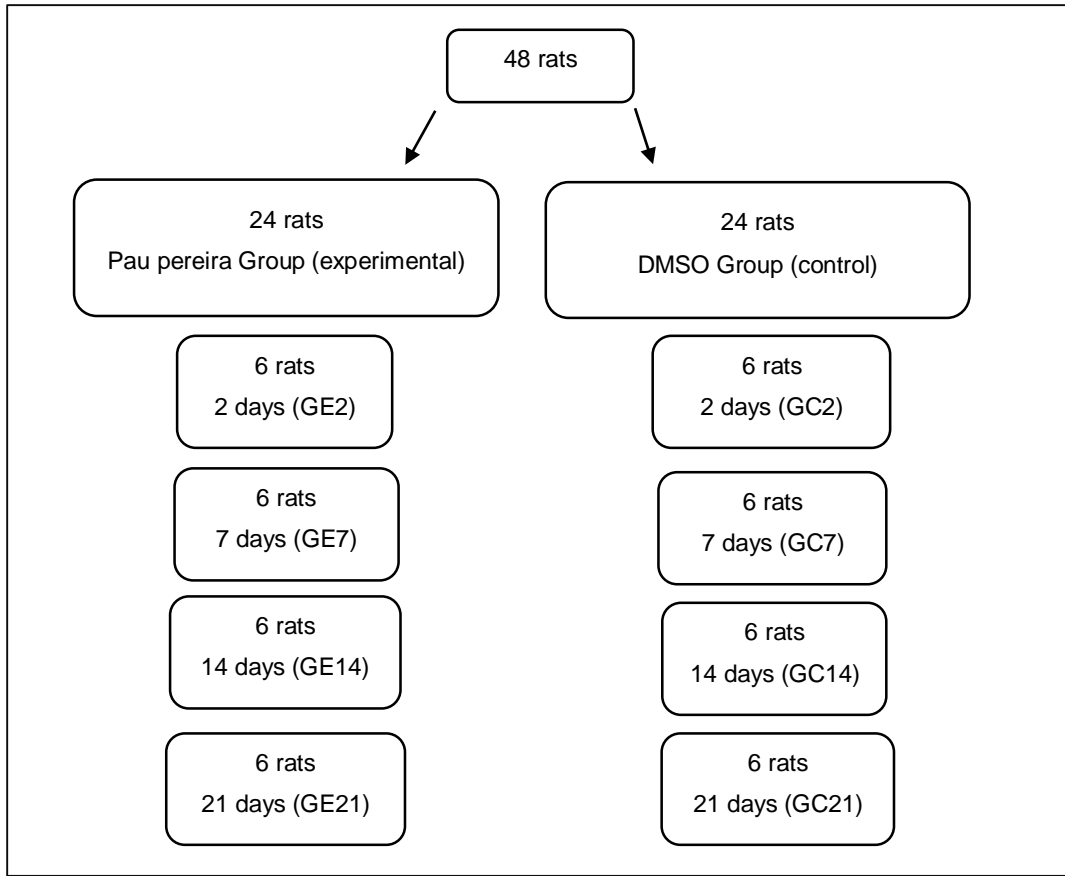 48 rats
24 rats
Pau pereira Group (experimental)
24 rats
DMSO Group (control)
6 rats
2 days (GE2)
6 rats
2 days (GC2)
6 rats
7 days (GE7)
6 rats
7 days (GC7)
6 rats
14 days (GE14)
6 rats
14 days (GC14)
6 rats
21 days (GE21)
6 rats
21 days (GC21)